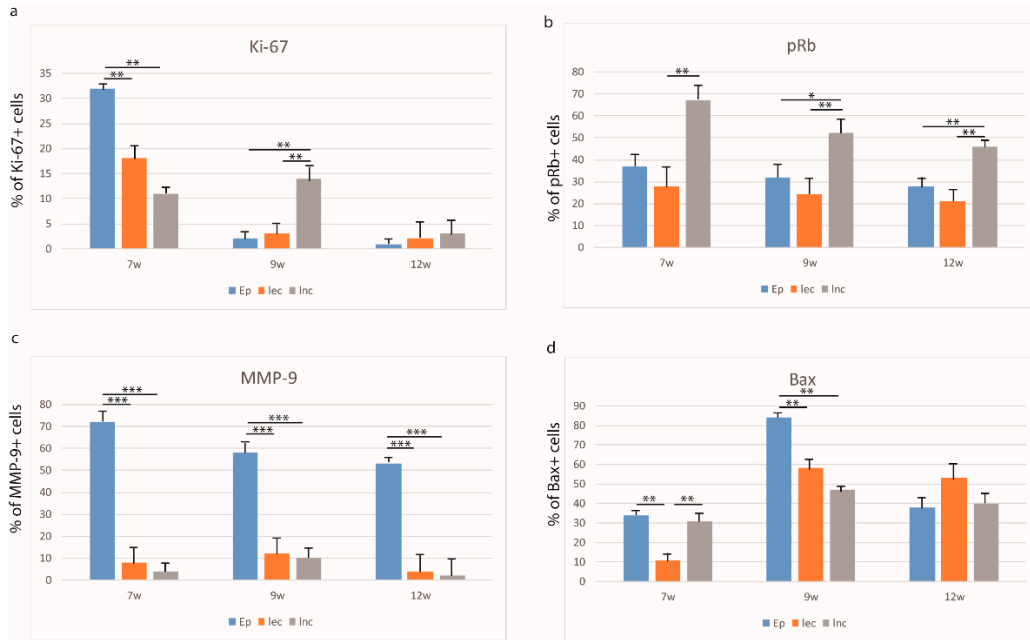 a
Ki-67
% of Ki-67+ cells
35
30
25
20
15
10
5
0
**
**
**
**
7w
9w
12w
Ep
Iec
Inc
b
pRb
% of pRb+ cells
80
70
60
50
40
30
20
10
0
**
*
**
**
**
7w
9w
12w
Ep
Iec
Inc
c
MMP-9
% of MMP-9+ cells
80
70
60
50
40
30
20
10
0
***
***
***
***
***
***
7w
9w
12w
Ep
Iec
Inc
d
Bax
% of Bax+ cells
90
80
70
60
50
40
30
20
10
0
**
**
**
**
7w
9w
12w
Ep
Iec
Inc